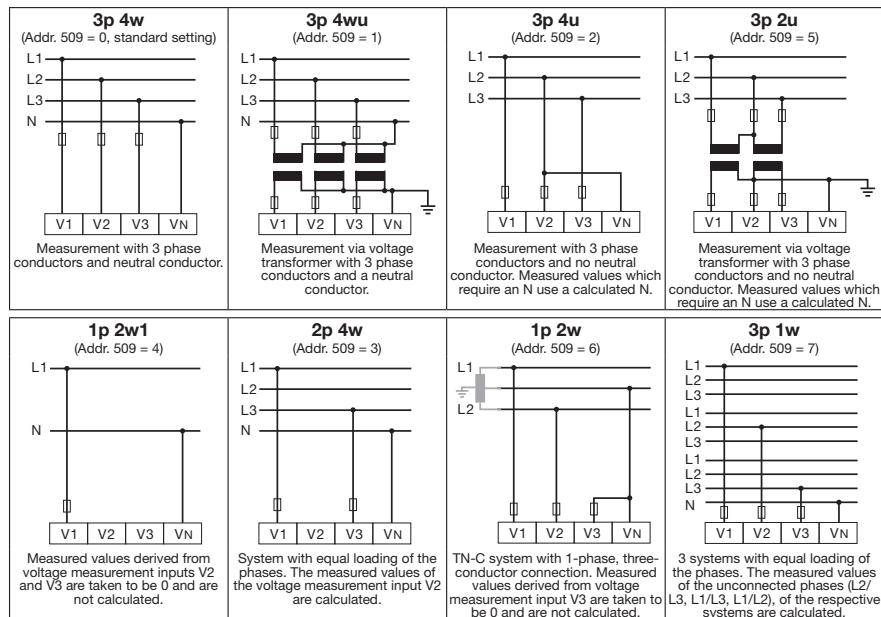 3p 4w
(Addr. 509 = 0, standard setting)
L1
L2
L3
N
V1 V2 V3 VN
Measurement with 3 phase
conductors and neutral conductor.
3p 4wu
(Addr. 509 = 1)
L1
L2
L3
N
V1 V2 V3 VN
Measurement via voltage
transformer with 3 phase
conductors and a neutral
conductor.
3p 4u
(Addr. 509 = 2)
L1
L2
L3
V1 V2 V3 VN
Measurement with 3 phase
conductors and no neutral
conductor. Measured values which
require an N use a calculated N.
3p 2u
(Addr. 509 = 5)
L1
L2
L3
V1 V2 V3 VN
Measurement via voltage
transformer with 3 phase
conductors and no neutral
conductor. Measured values which
require an N use a calculated N.
1p 2w1
(Addr. 509 = 4)
L1
N
V1 V2 V3 VN
Measured values derived from
voltage measurement inputs V2
and V3 are taken to be 0 and are
not calculated.
2p 4w
(Addr. 509 = 3)
L1
L2
L3
N
V1 V2 V3 VN
System with equal loading of the
phases. The measured values of
the voltage measurement input V2
are calculated.
1p 2w
(Addr. 509 = 6)
L1
L2
V1 V2 V3 VN
TN-C system with 1-phase, three-
conductor connection. Measured
values derived from voltage
measurement input V3 are taken to
be 0 and are not calculated.
3p 1w
(Addr. 509 = 7)
L1
L2
L3
L1
L2
L3
L1
L2
L3
N
V1 V2 V3 VN
3 systems with equal loading of
the phases. The measured values
of the unconnected phases (L2/
L3, L1/L3, L1/L2), of the respective
systems are calculated.